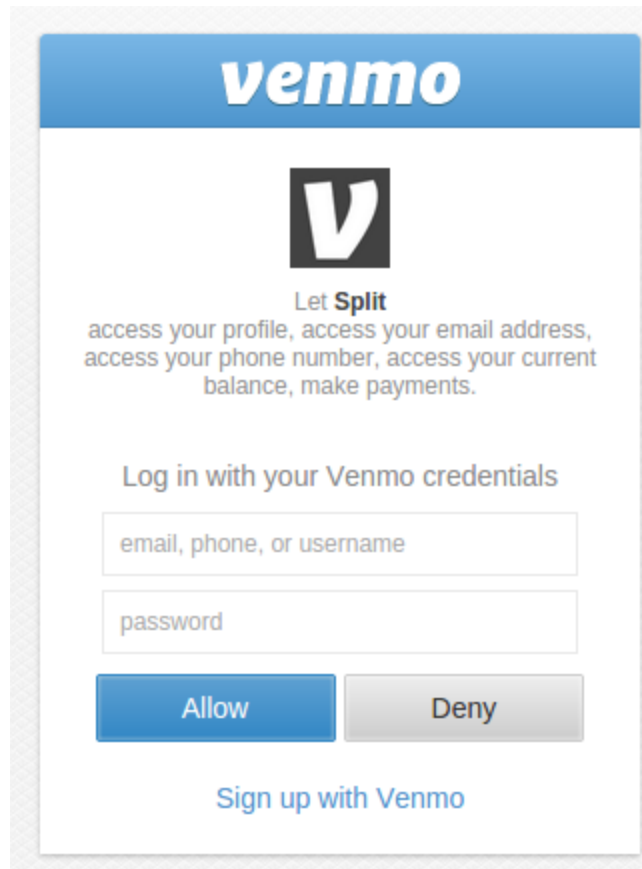 venmo
V
Let Split
access your profile, access your email address,
access your phone number, access your current
balance, make payments.
Log in with your Venmo credentials
email, phone, or username
password
Allow
Deny
Sign up with Venmo